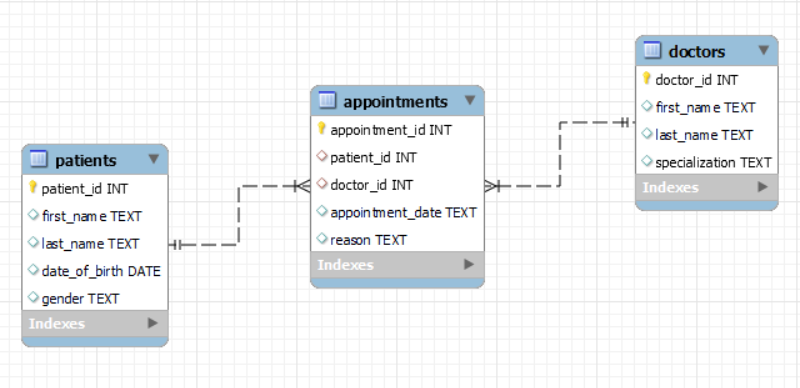 patients
patient_id INT
first_name TEXT
last_name TEXT
date_of_birth DATE
gender TEXT
Indexes
appointments
appointment_id INT
patient_id INT
doctor_id INT
appointment_date TEXT
reason TEXT
Indexes
doctors
doctor_id INT
first_name TEXT
last_name TEXT
specialization TEXT
Indexes